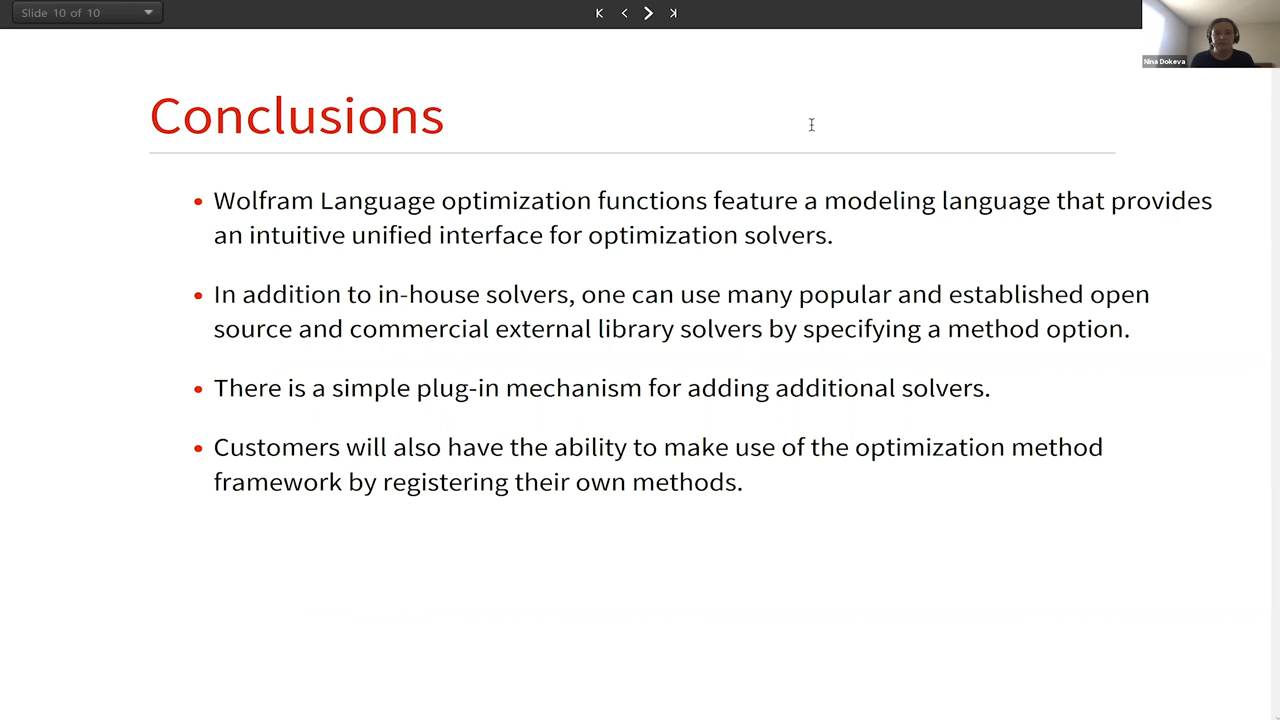 Slide 10 of 10
Nina Dokeva
Conclusions
• Wolfram Language optimization functions feature a modeling language that provides
an intuitive unified interface for optimization solvers.
• In addition to in-house solvers, one can use many popular and established open
source and commercial external library solvers by specifying a method option.
• There is a simple plug-in mechanism for adding additional solvers.
• Customers will also have the ability to make use of the optimization method
framework by registering their own methods.